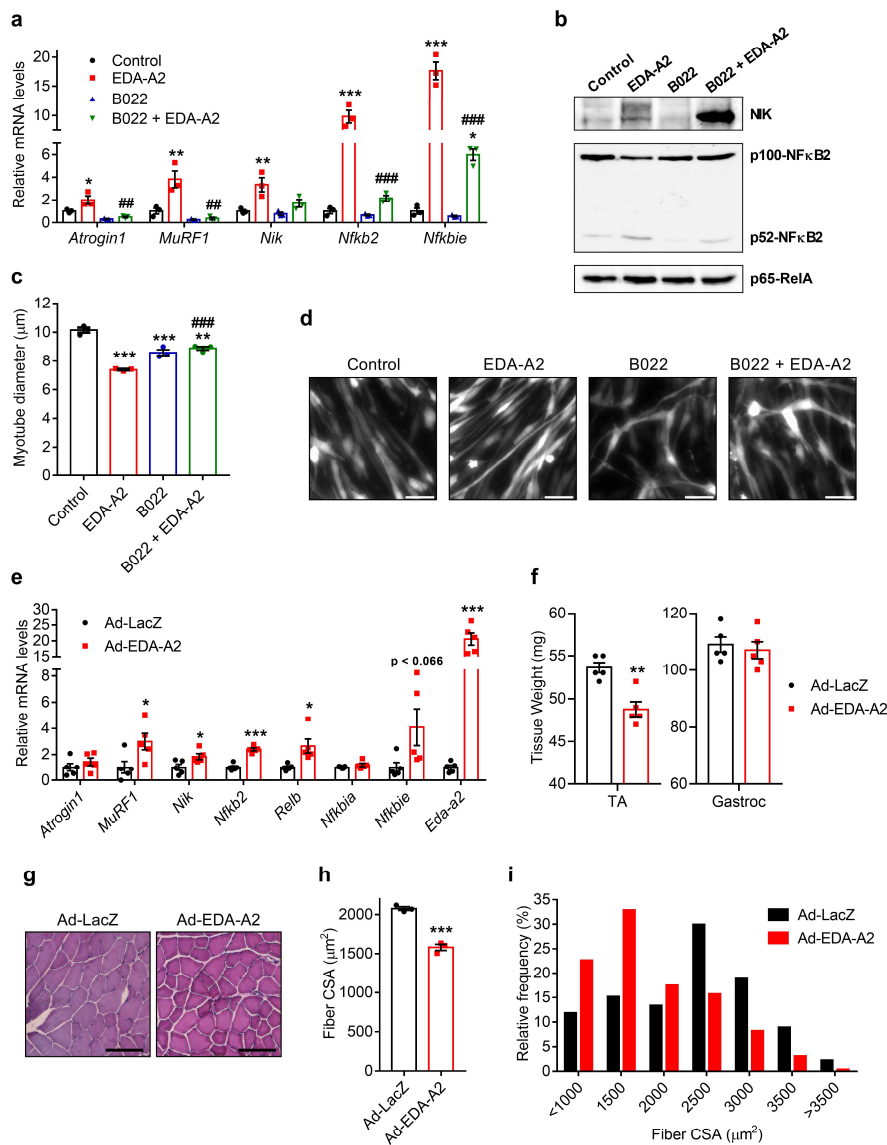 a
Relative mRNA levels
20
15
10
5
6
4
2
0
Control
EDA-A2
B022
B022 + EDA-A2
* ## ** ## ** *** ### *** ### *
Atrogin1 MuRF1 Nik Nfkb2 Nfkbie
b
Control EDA-A2 B022 B022 + EDA-A2
NIK
p100-NFκB2
p52-NFκB2
p65-RelA
c
Myotube diameter (μm)
12
10
8
6
4
2
0
*** *** ### **
Control EDA-A2 B022 B022 + EDA-A2
d
Control EDA-A2 B022 B022 + EDA-A2
e
Relative mRNA levels
30
25
20
15
10
8
6
4
2
0
Ad-LacZ
Ad-EDA-A2
* * *** * p < 0.066 ***
Atrogin1 MuRF1 Nik Nfkb2 Relb Nfkbia Nfkbie Eda-a2
f
Tissue Weight (mg)
60
55
50
45
40
**
TA
120
100
80
60
Gastroc
Ad-LacZ
Ad-EDA-A2
g
Ad-LacZ Ad-EDA-A2
h
Fiber CSA (μm²)
2000
1500
1000
500
0
***
Ad-LacZ Ad-EDA-A2
i
Relative frequency (%)
35
30
25
20
15
10
5
0
Ad-LacZ
Ad-EDA-A2
<1000 1500 2000 2500 3000 3500 >3500
Fiber CSA (μm²)